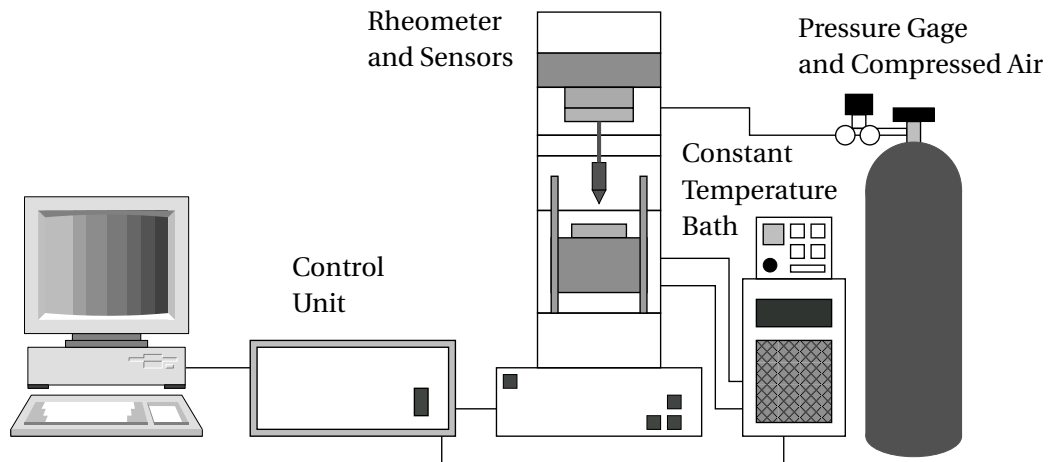 Rheometer
and Sensors
Pressure Gage
and Compressed Air
Constant
Temperature
Bath
Control
Unit